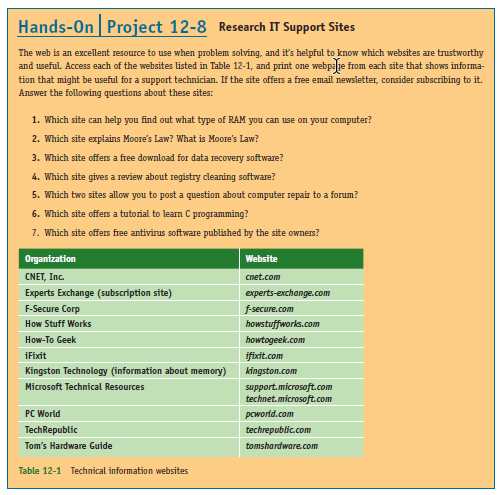 Hands-On Project 12-8 Research IT Support Sites
The web is an excellent resource to use when problem solving, and it's helpful to know which websites are trustworthy
and useful. Access each of the websites listed in Table 12-1, and print one webpage from each site that shows informa-
tion that might be useful for a support technician. If the site offers a free email newsletter, consider subscribing to it.
Answer the following questions about these sites:
1. Which site can help you find out what type of RAM you can use on your computer?
2. Which site explains Moore's Law? What is Moore's Law?
3. Which site offers a free download for data recovery software?
4. Which site gives a review about registry cleaning software?
5. Which two sites allow you to post a question about computer repair to a forum?
6. Which site offers a tutorial to learn C programming?
7. Which site offers free antivirus software published by the site owners?
Organization Website
CNET, Inc. cnet.com
Experts Exchange (subscription site) experts-exchange.com
F-Secure Corp f-secure.com
How Stuff Works howstuffworks.com
How-To Geek howtogeek.com
iFixit ifixit.com
Kingston Technology (information about memory) kingston.com
Microsoft Technical Resources support.microsoft.com
technet.microsoft.com
PC World pcworld.com
TechRepublic techrepublic.com
Tom's Hardware Guide tomshardware.com
Table 12-1 Technical information websites